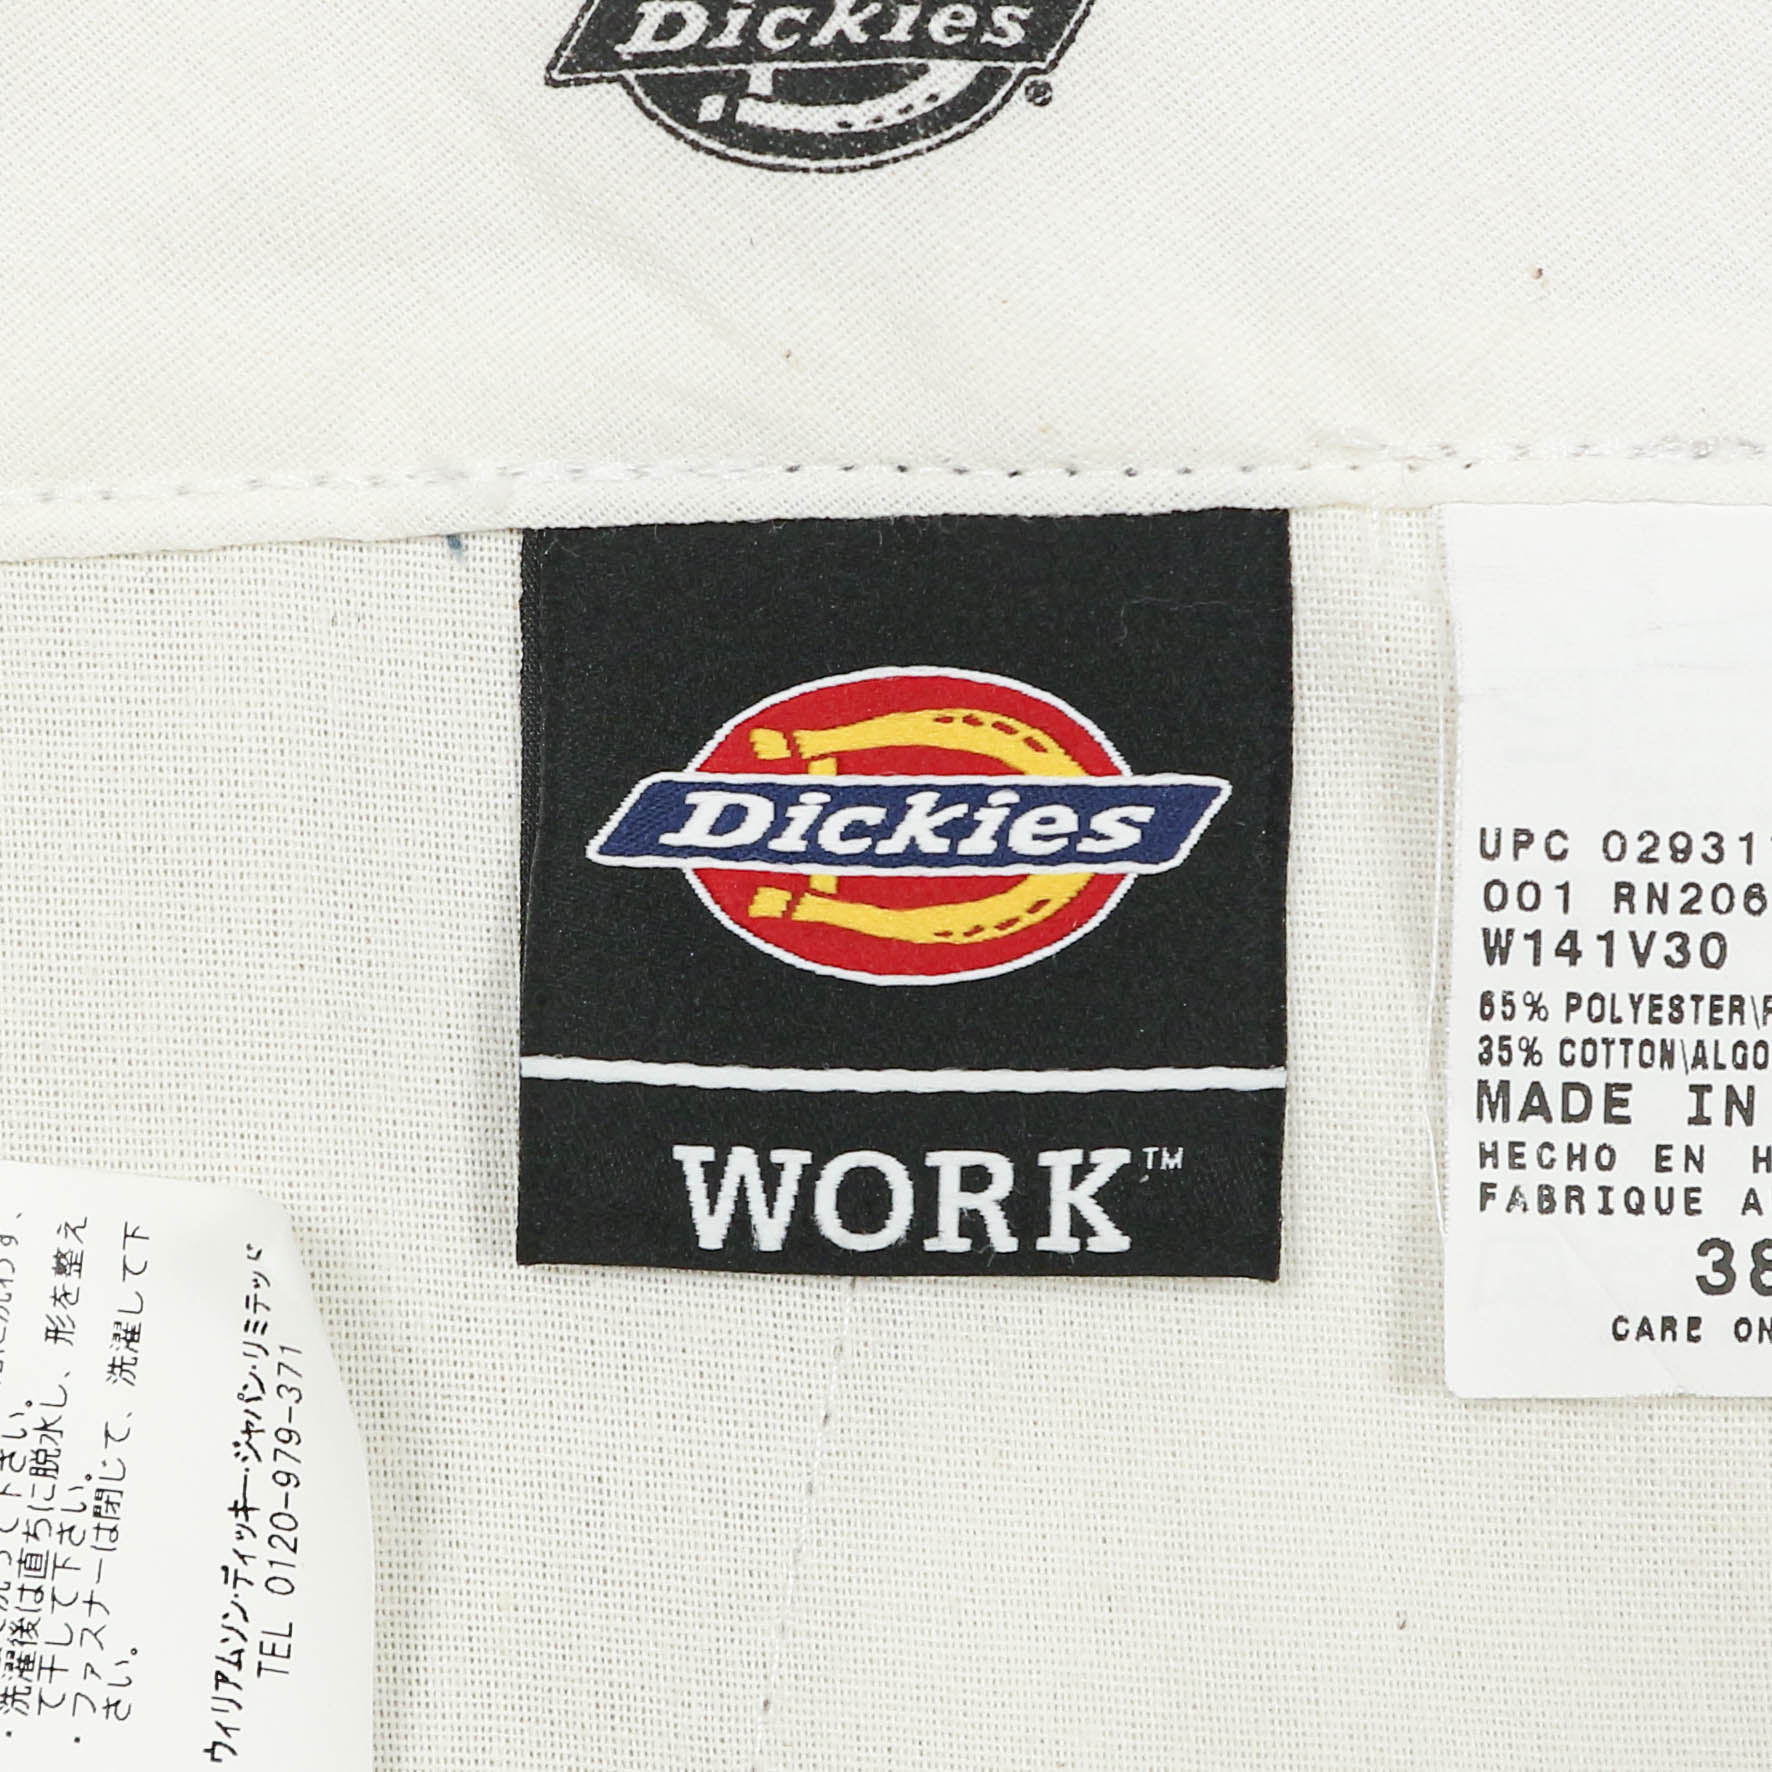 Dickies
®
Dickies
WORK™
UPC 02931
001 RN206
W141V30
65% POLYESTER\
35% COTTON\ALGO
MADE IN
HECHO EN H
FABRIQUE A
38
CARE ON
・洗濯後は直ちに脱水し、形を整え
て干して下さい。
・ファスナーは閉じて、洗濯して下
さい。
ウィリアムソン・ディッキー・ジャパン・リミテッド
TEL 0120-979-371